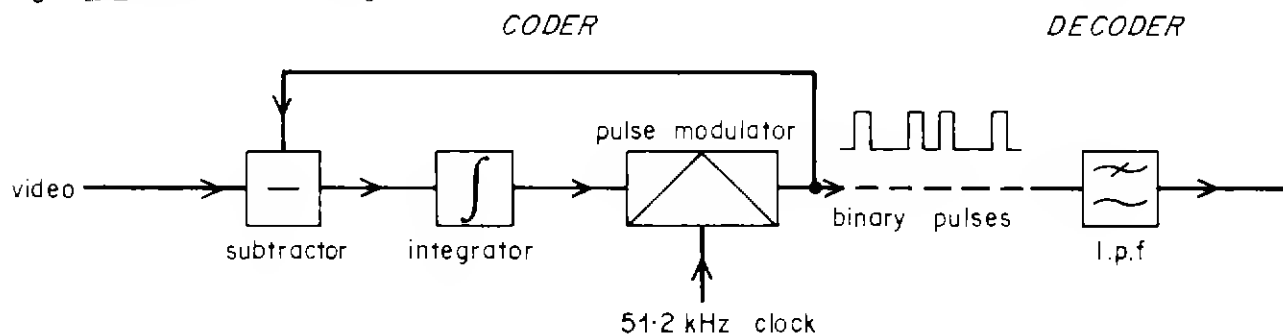 CODER
DECODER
pulse modulator
video
binary pulses
subtractor
integrator
l.p.f
51·2 kHz clock